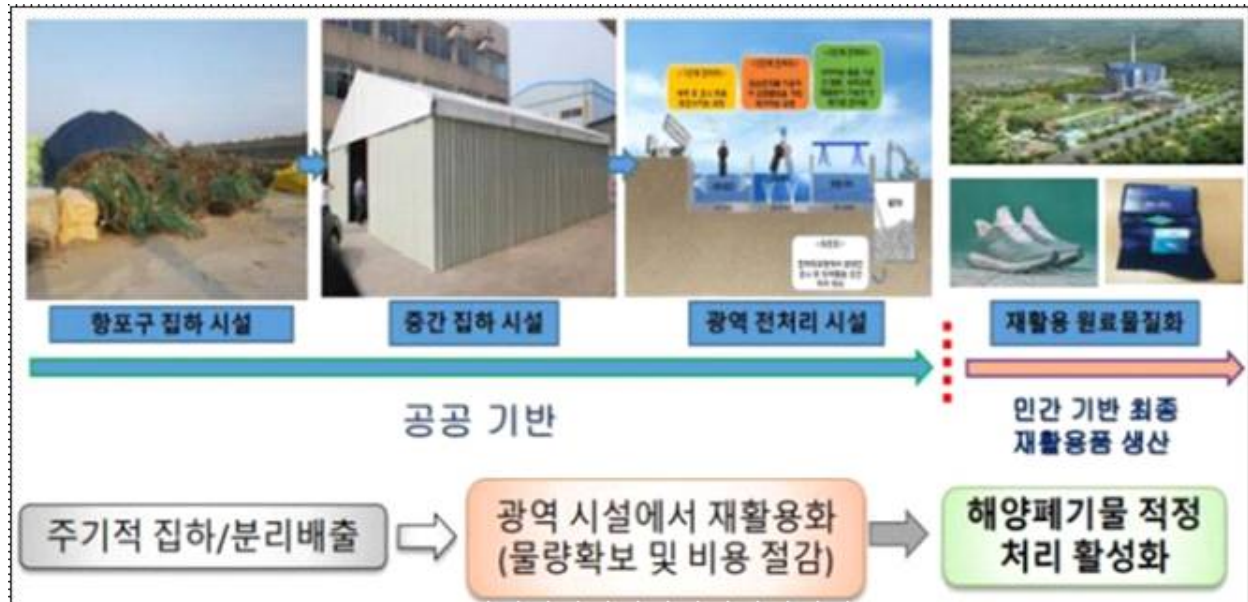 항포구 집하 시설
중간 집하 시설
광역 전처리 시설
재활용 원료물질화
공공 기반
민간 기반 최종
재활용품 생산
주기적 집하/분리배출
광역 시설에서 재활용화
(물량확보 및 비용 절감)
해양폐기물 적정
처리 활성화